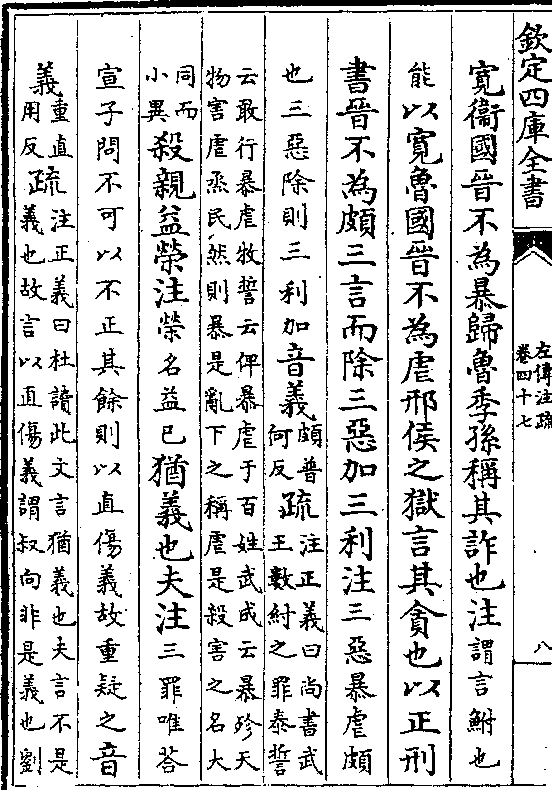 欽定四庫全書
左傳注疏
卷四十七
八
寛衞國晉不為暴歸魯季孫稱其詐也注謂言鮒也
能以寛魯國晉不為虐邢侯之獄言其貪也以正刑
書晉不為頗三言而除三惡加三利注三惡暴虐頗
也三惡除則三利加音義頗普
何反疏注正義曰尚書武
王數紂之罪泰誓
云敢行暴虐牧誓云俾暴虐于百姓武成云暴殄天
物害虐烝民然則暴是亂下之稱虐是殺害之名大
同而
小異殺親益榮注榮名益已猶義也夫注三罪唯荅
宣子問不可以不正其餘則以直傷義故重疑之音
義重直
用反疏注正義曰杜讀此文言猶義也夫言不是
義也故言以直傷義謂叔向非是義也劉